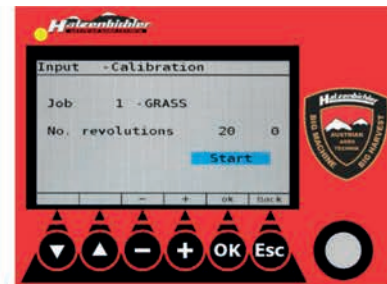 Hatzenbichler
Input -Calibration
Job 1 -GRASS
No. revolutions 20 0
Start
- + ok back
OK Esc
Hatzenbichler
BIG MACHINE
AUSTRIAN
AGRO
TECHNIK
BIG HARVEST